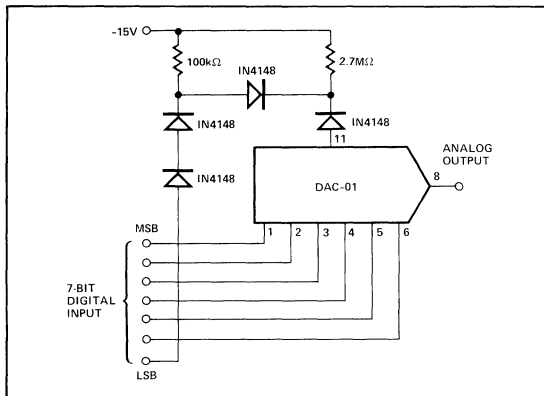 -15V
100kΩ
2.7MΩ
IN4148
IN4148
IN4148
11
IN4148
ANALOG
OUTPUT
DAC-01
8
MSB
1 2 3 4 5 6
7-BIT
DIGITAL
INPUT
LSB